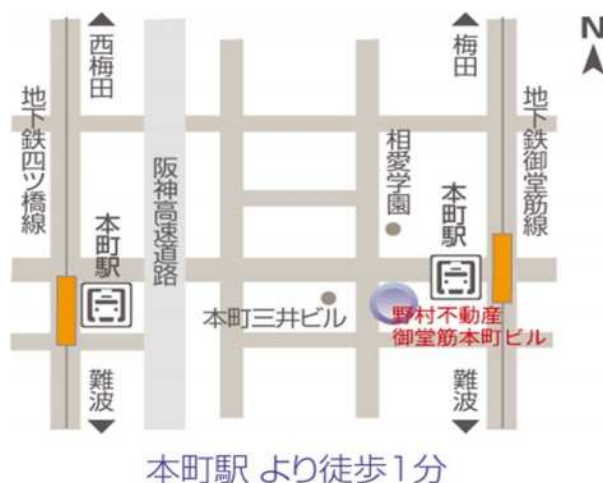 西梅田
梅田
N
地下鉄四ツ橋線
阪神高速道路
相愛学園
地下鉄御堂筋線
本町駅
本町駅
本町三井ビル
野村不動産
御堂筋本町ビル
難波
難波
本町駅 より徒歩1分